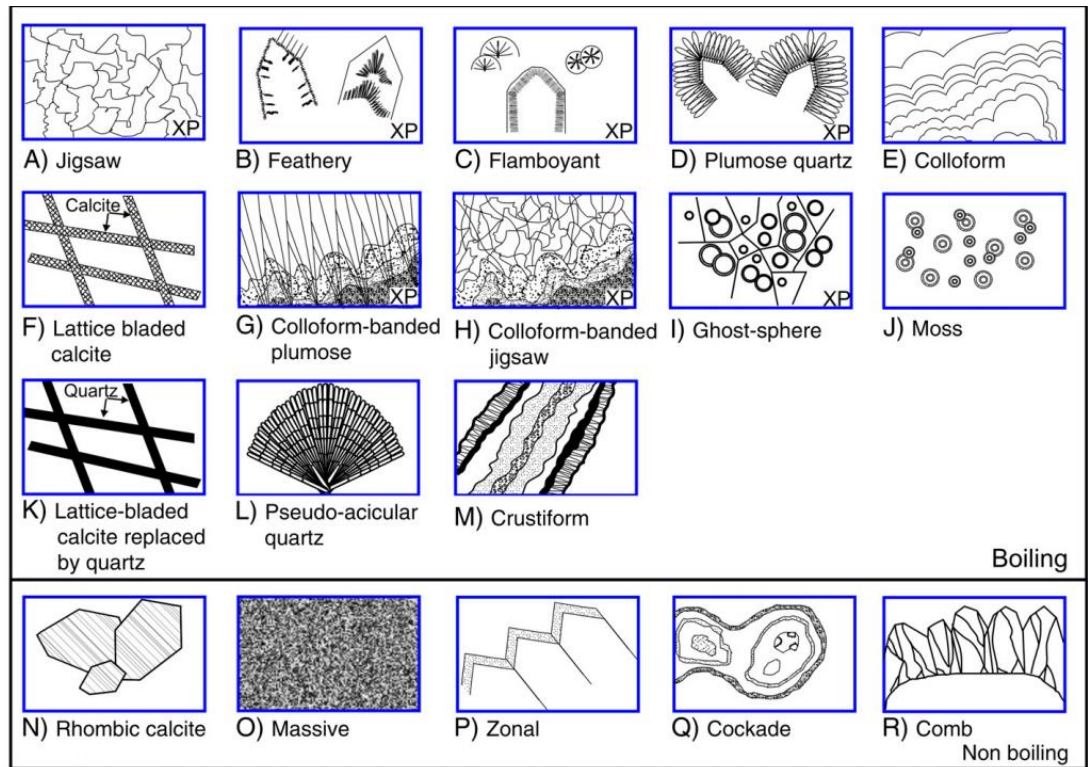 XP
XP
XP
XP
A) Jigsaw
B) Feathery
C) Flamboyant
D) Plumose quartz
E) Colloform
Calcite
XP
XP
XP
F) Lattice bladed
calcite
G) Colloform-banded
plumose
H) Colloform-banded
jigsaw
I) Ghost-sphere
J) Moss
Quartz
K) Lattice-bladed
calcite replaced
by quartz
L) Pseudo-acicular
quartz
M) Crustiform
Boiling
N) Rhombic calcite
O) Massive
P) Zonal
Q) Cockade
R) Comb
Non boiling